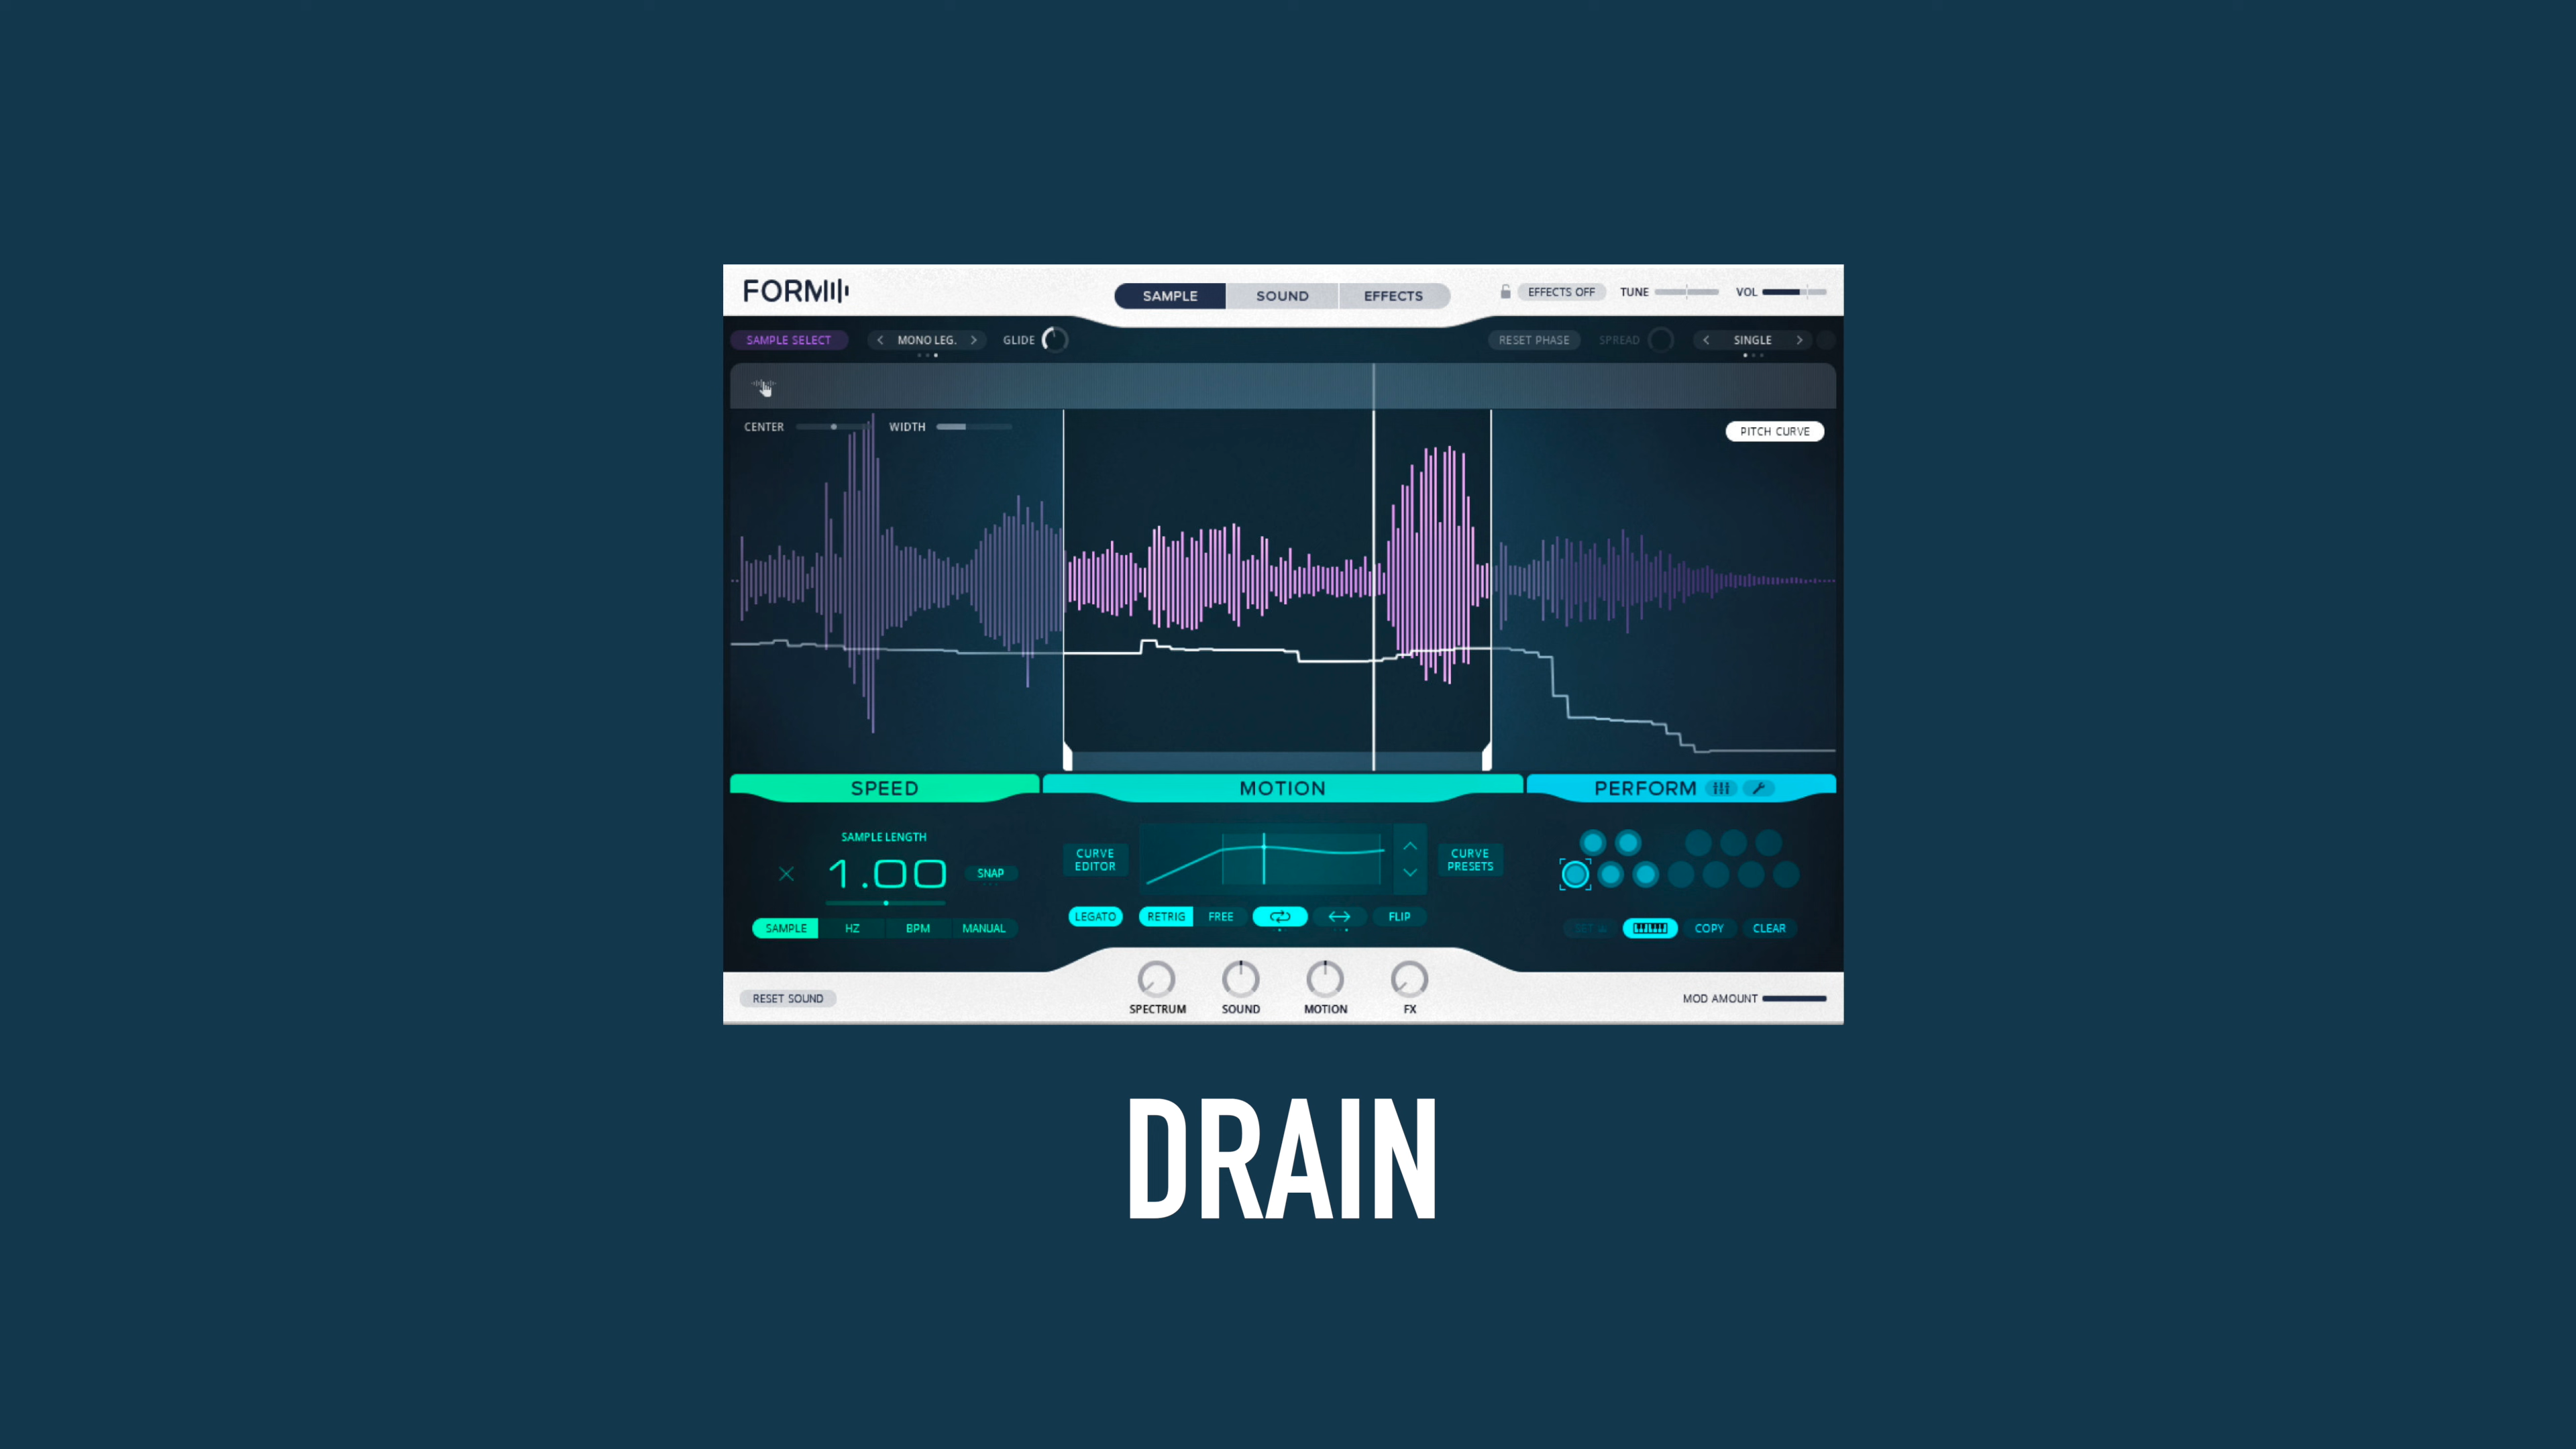 FORM
SAMPLE SOUND EFFECTS
EFFECTS OFF TUNE VOL
SAMPLE SELECT MONO LEG. GLIDE RESET PHASE SPREAD SINGLE
CENTER WIDTH PITCH CURVE
SPEED MOTION PERFORM
SAMPLE LENGTH
1.00 SNAP
SAMPLE HZ BPM MANUAL
CURVE
EDITOR
CURVE
PRESETS
LEGATO RETRIG FREE FLIP
SET COPY CLEAR
RESET SOUND SPECTRUM SOUND MOTION FX MOD AMOUNT
DRAIN